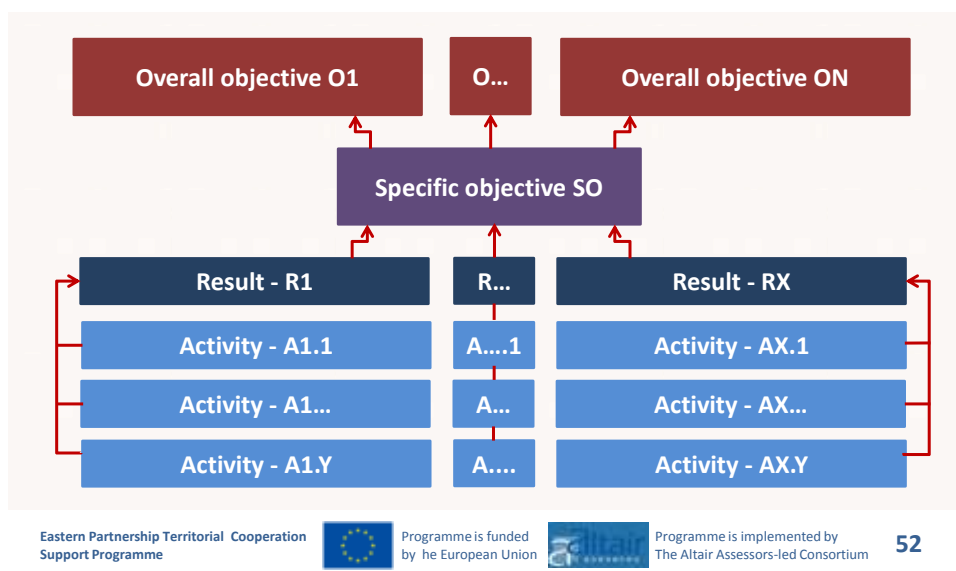 Overall objective O1
O...
Overall objective ON
Specific objective SO
Result - R1
R...
Result - RX
Activity - A1.1
A....1
Activity - AX.1
Activity - A1...
A...
Activity - AX...
Activity - A1.Y
A....
Activity - AX.Y
Eastern Partnership Territorial Cooperation
Support Programme
Programme is funded
by he European Union
altair
Programme is implemented by
The Altair Assessors-led Consortium
52